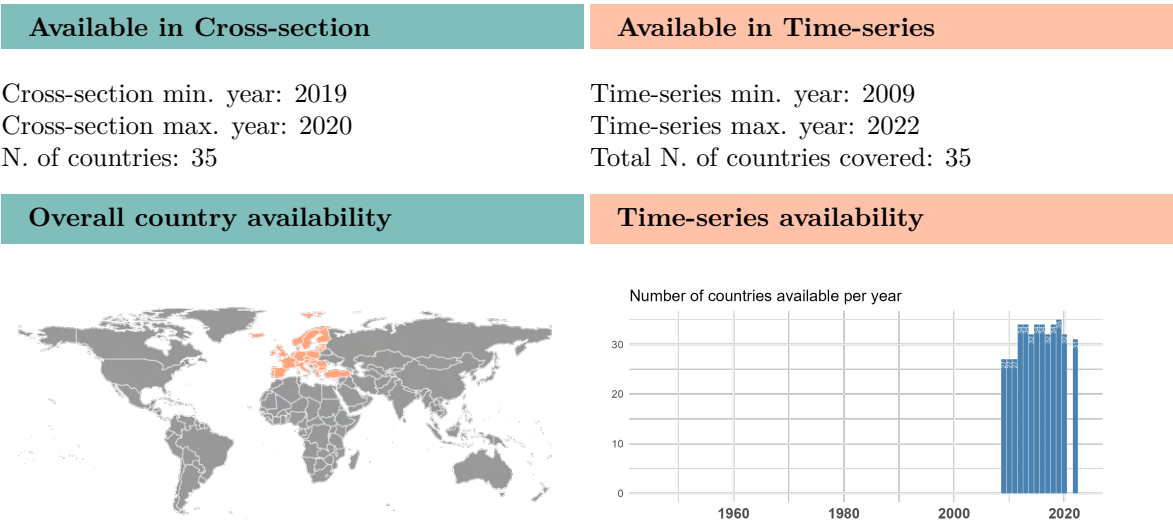 Available in Cross-section
Available in Time-series
Cross-section min. year: 2019
Cross-section max. year: 2020
N. of countries: 35
Time-series min. year: 2009
Time-series max. year: 2022
Total N. of countries covered: 35
Overall country availability
Time-series availability
Number of countries available per year
30
20
10
0
1960
1980
2000
2020